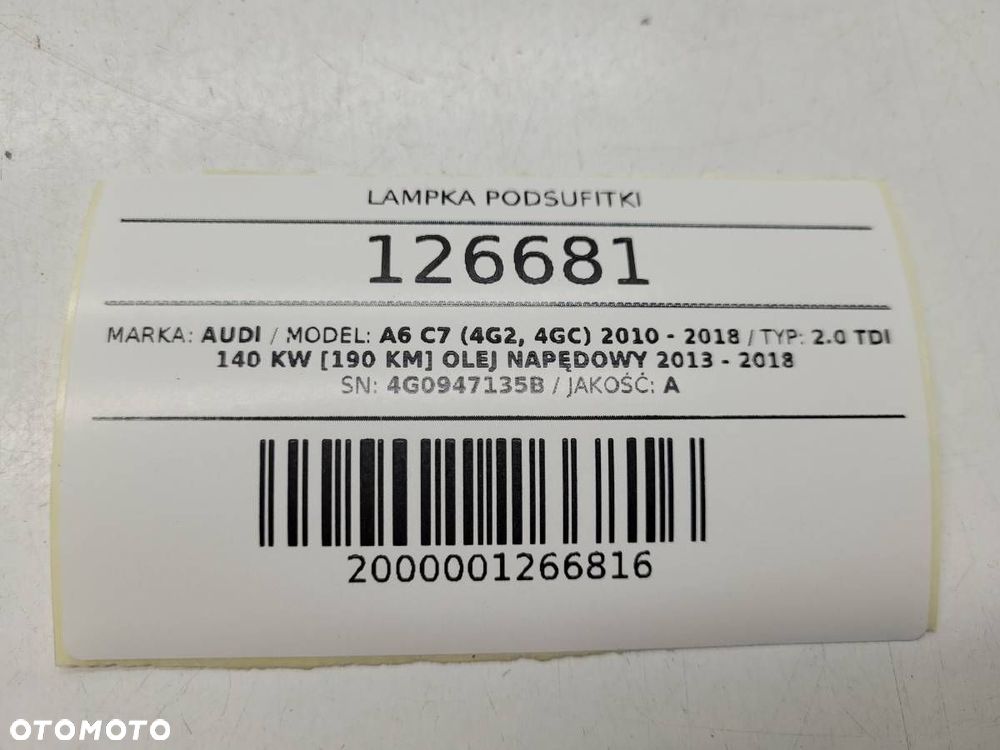 LAMPKA PODSUFITKI
126681
MARKA: AUDI / MODEL: A6 C7 (4G2, 4GC) 2010 - 2018 / TYP: 2.0 TDI
140 KW [190 KM] OLEJ NAPĘDOWY 2013 - 2018
SN: 4G0947135B / JAKOŚĆ: A
2000001266816
OTOMOTO